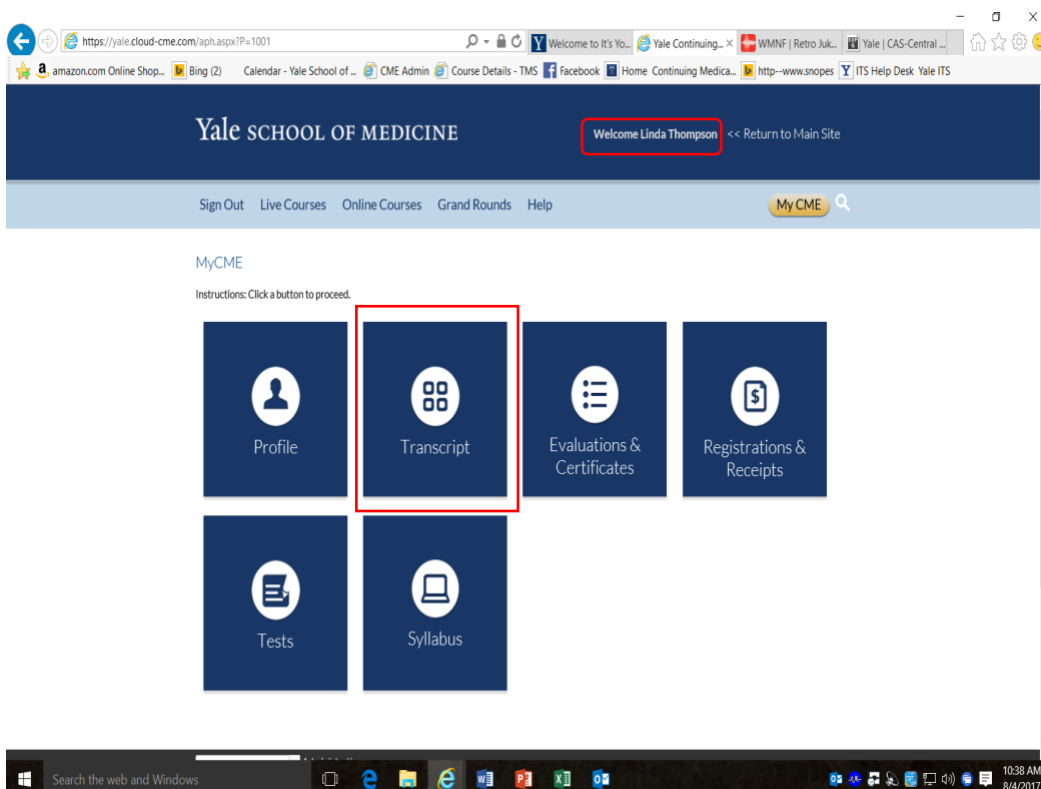 https://yale.cloud-cme.com/aph.aspx?P=1001
Welcome to It's Yo...
Yale Continuing...
WMNF | Retro Juk...
Yale | CAS-Central ...
amazon.com Online Shop...
Bing (2)
Calendar - Yale School of ...
CME Admin
Course Details - TMS
Facebook
Home Continuing Medica...
http--www.snopes
ITS Help Desk Yale ITS
Yale SCHOOL OF MEDICINE
Welcome Linda Thompson << Return to Main Site
Sign Out Live Courses Online Courses Grand Rounds Help My CME
MyCME
Instructions: Click a button to proceed.
Profile
Transcript
Evaluations &
Certificates
Registrations &
Receipts
Tests
Syllabus
Search the web and Windows
10:38 AM
8/4/2017